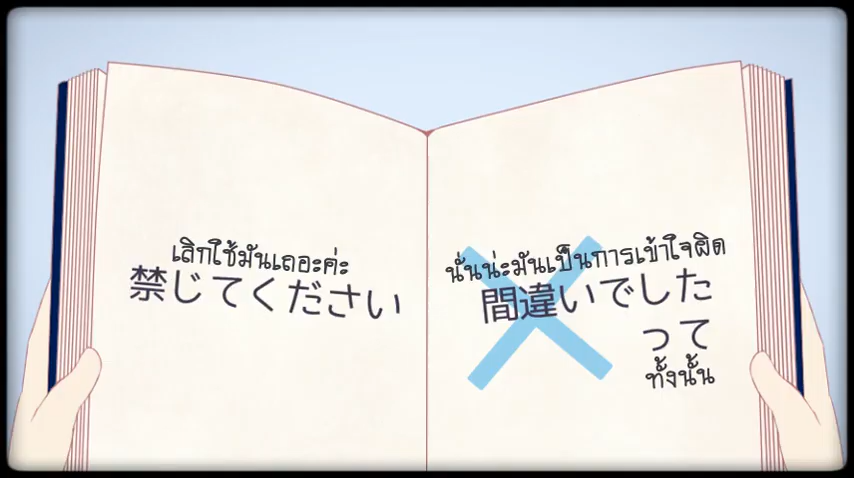 เลิกใช้มันเถอะค่ะ
禁じてください
นั่นน่ะมันเป็นการเข้าใจผิด
間違いでした
って
ทั้งนั้น